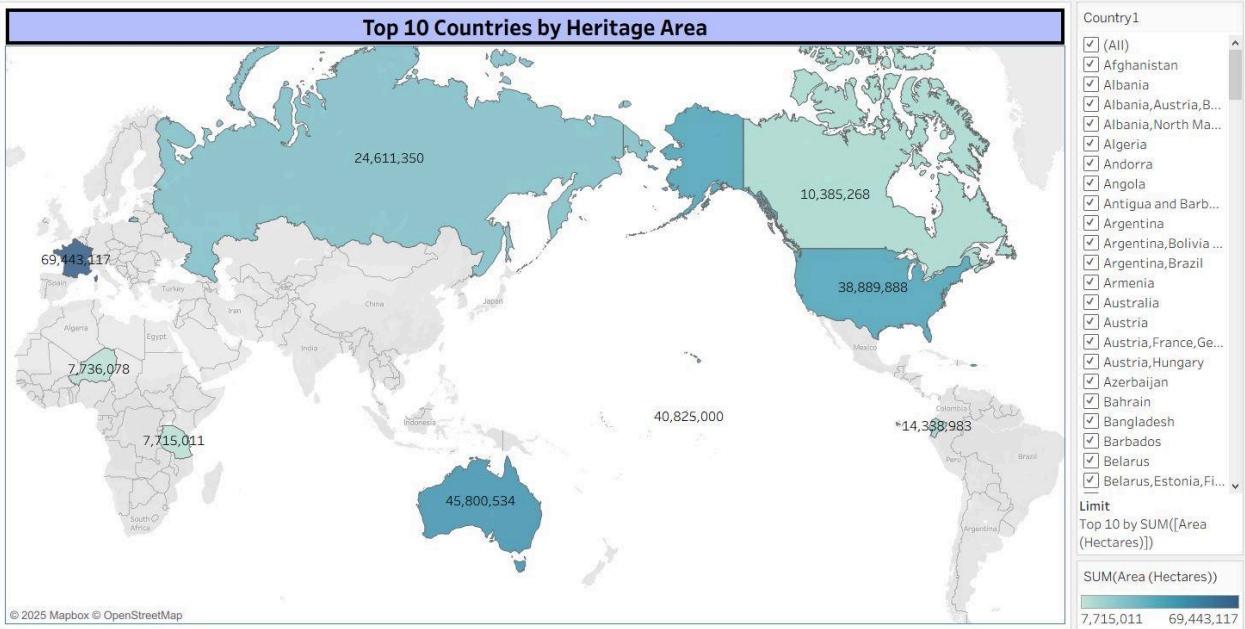 Top 10 Countries by Heritage Area
24,611,350
10,385,268
69,443,117
Spain
Turkey
38,889,888
Japan
China
Iran
Algeria
Egypt
Mexico
India
7,736,078
40,825,000
Colombia
14,338,983
Indonesia
7,715,011
Peru
Brazil
45,800,534
South
Africa
Argentina
© 2025 Mapbox © OpenStreetMap
Country1
(All)
Afghanistan
Albania
Albania,Austria,B...
Albania,North Ma...
Algeria
Andorra
Angola
Antigua and Barb...
Argentina
Argentina,Bolivia ...
Argentina,Brazil
Armenia
Australia
Austria
Austria,France,Ge...
Austria,Hungary
Azerbaijan
Bahrain
Bangladesh
Barbados
Belarus
Belarus,Estonia,Fi...
Limit
Top 10 by SUM([Area
(Hectares)])
SUM(Area (Hectares))
7,715,011 69,443,117